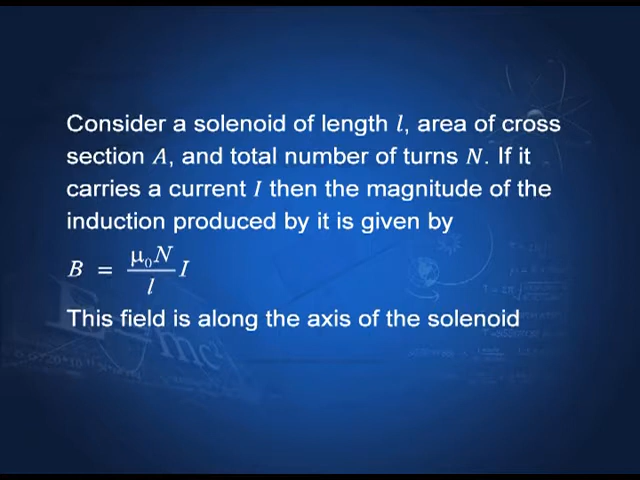 Consider a solenoid of length l, area of cross
section A, and total number of turns N. If it
carries a current I then the magnitude of the
induction produced by it is given by
B = μ₀N/l I
This field is along the axis of the solenoid